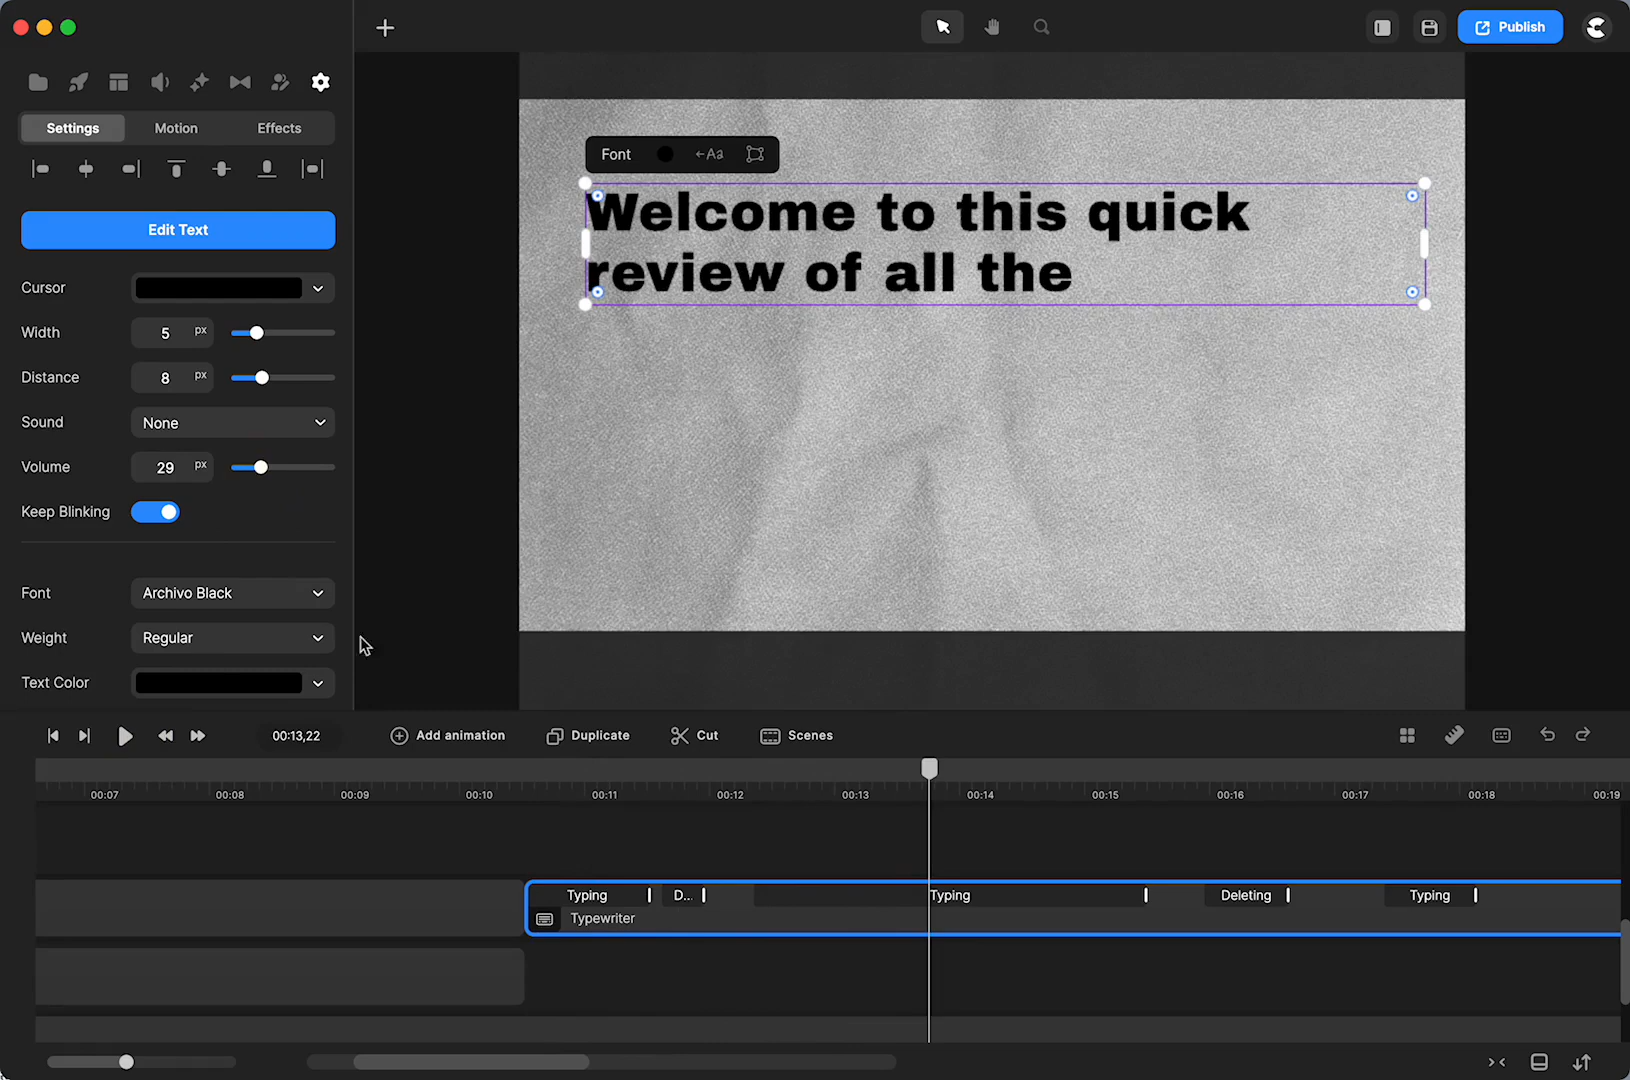 Publish
Settings
Motion
Effects
Edit Text
Cursor
Width
5 px
Distance
8 px
Sound
None
Volume
29 px
Keep Blinking
Font
Archivo Black
Weight
Regular
Text Color
Font
←Aa
Welcome to this quick
review of all the
00:13,22
Add animation
Duplicate
Cut
Scenes
00:07 00:08 00:09 00:10 00:11 00:12 00:13 00:14 00:15 00:16 00:17 00:18 00:19
Typing D... Typing Deleting Typing
Typewriter